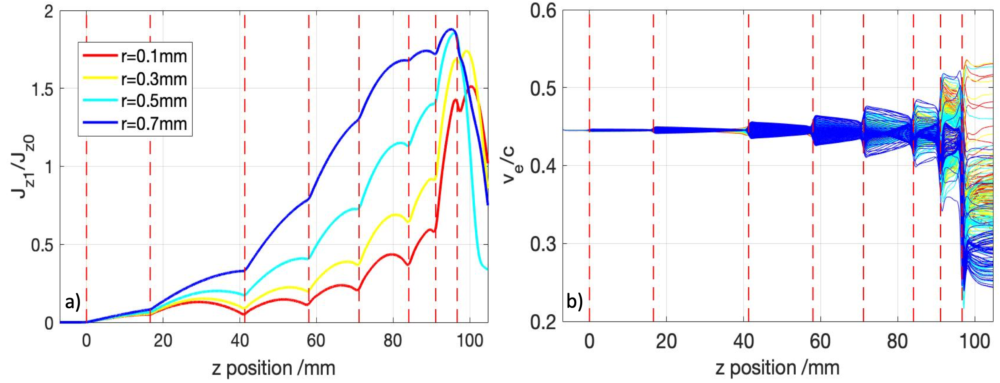 2
1.5
1
0.5
0
J_z1/J_z0
r=0.1mm
r=0.3mm
r=0.5mm
r=0.7mm
a)
0 20 40 60 80 100
z position /mm
0.6
0.5
0.4
0.3
0.2
v_e/c
b)
0 20 40 60 80 100
z position /mm